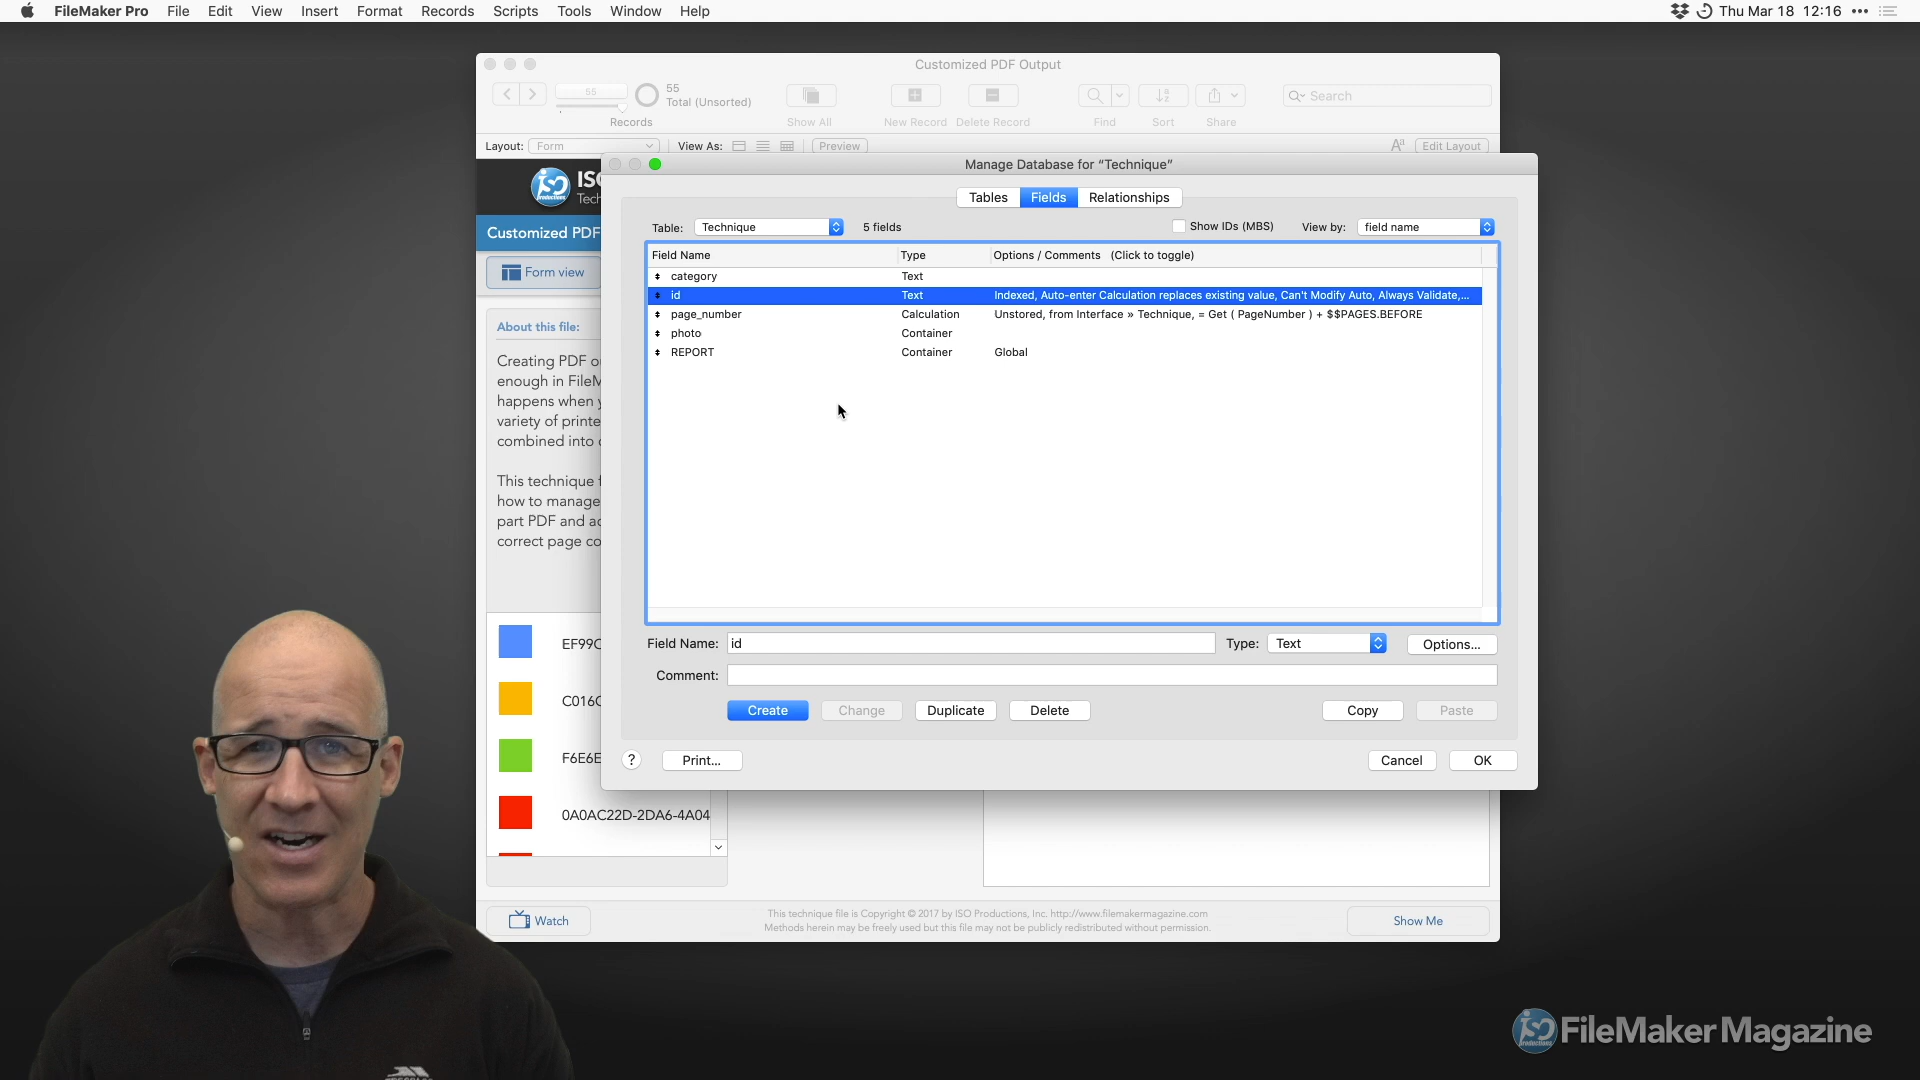 FileMaker Pro File Edit View Insert Format Records Scripts Tools Window Help
Thu Mar 18 12:16
Customized PDF Output
55
55
Total (Unsorted)
Records
Show All
New Record
Delete Record
Find
Sort
Share
Search
Layout: Form
View As:
Preview
Aa
Edit Layout
Manage Database for “Technique”
Tables Fields Relationships
Table: Technique 5 fields
Show IDs (MBS) View by: field name
Field Name Type Options / Comments (Click to toggle)
category Text
id Text Indexed, Auto-enter Calculation replaces existing value, Can't Modify Auto, Always Validate,...
page_number Calculation Unstored, from Interface » Technique, = Get ( PageNumber ) + $$PAGES.BEFORE
photo Container
REPORT Container Global
Field Name: id Type: Text Options...
Comment:
Create Change Duplicate Delete Copy Paste
? Print... Cancel OK
iso
productions
ISO
Tech
Customized PDF
Form view
About this file:
Creating PDF o
enough in FileM
happens when y
variety of printe
combined into o
This technique f
how to manage
part PDF and ac
correct page co
EF99C
C016C
F6E6E
0A0AC22D-2DA6-4A04
Watch
This technique file is Copyright © 2017 by ISO Productions, Inc. http://www.filemakermagazine.com
Methods herein may be freely used but this file may not be publicly redistributed without permission.
Show Me
iso
productions
FileMaker Magazine